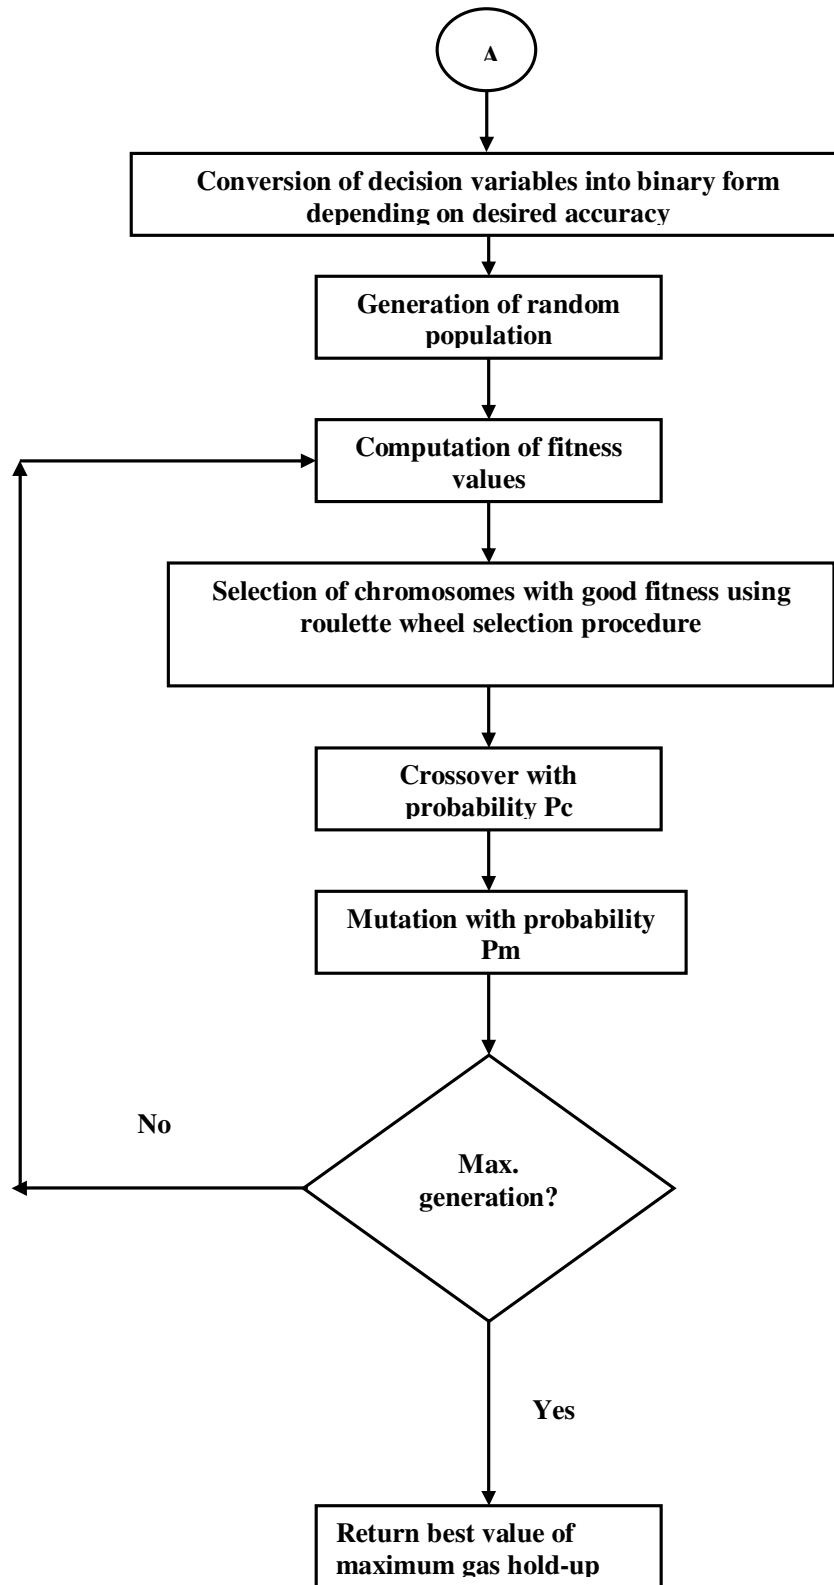 A
Conversion of decision variables into binary form
depending on desired accuracy
Generation of random
population
Computation of fitness
values
Selection of chromosomes with good fitness using
roulette wheel selection procedure
Crossover with
probability Pc
Mutation with probability
Pm
Max.
generation?
No
Yes
Return best value of
maximum gas hold-up